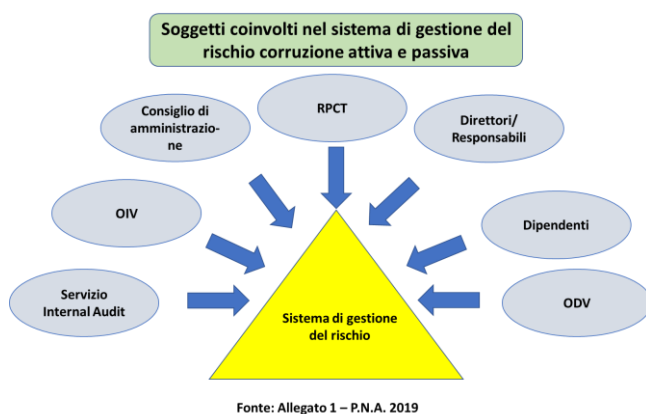 Soggetti coinvolti nel sistema di gestione del
rischio corruzione attiva e passiva
RPCT
Consiglio di
amministrazio-
ne
Direttori/
Responsabili
OIV
Dipendenti
Servizio
Internal Audit
ODV
Sistema di gestione
del rischio
Fonte: Allegato 1 – P.N.A. 2019